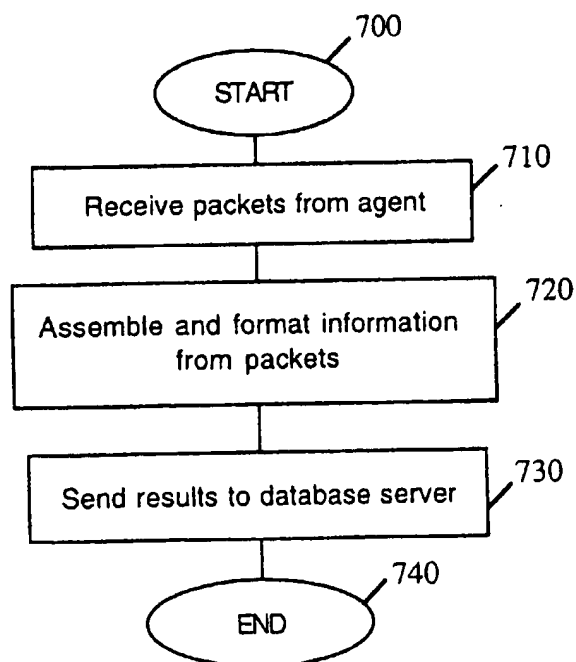 700
START
710
Receive packets from agent
720
Assemble and format information
from packets
730
Send results to database server
740
END